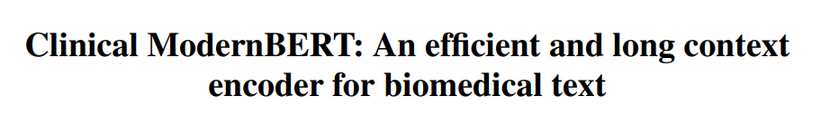 Clinical ModernBERT: An efficient and long context
encoder for biomedical text